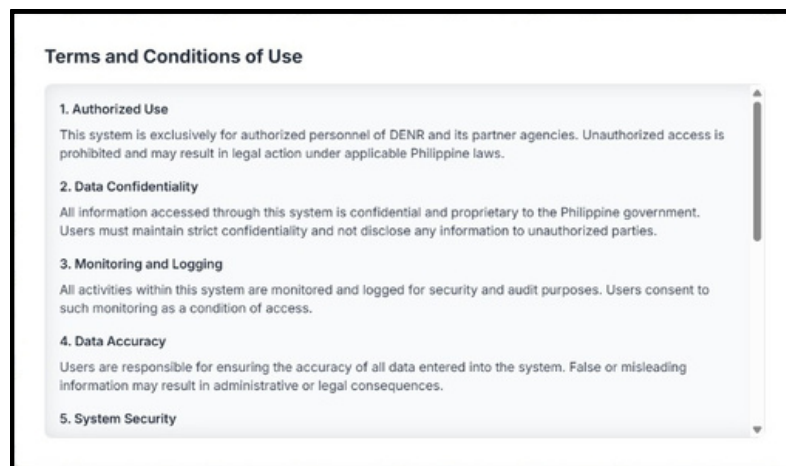 Terms and Conditions of Use
1. Authorized Use
This system is exclusively for authorized personnel of DENR and its partner agencies. Unauthorized access is
prohibited and may result in legal action under applicable Philippine laws.
2. Data Confidentiality
All information accessed through this system is confidential and proprietary to the Philippine government.
Users must maintain strict confidentiality and not disclose any information to unauthorized parties.
3. Monitoring and Logging
All activities within this system are monitored and logged for security and audit purposes. Users consent to
such monitoring as a condition of access.
4. Data Accuracy
Users are responsible for ensuring the accuracy of all data entered into the system. False or misleading
information may result in administrative or legal consequences.
5. System Security